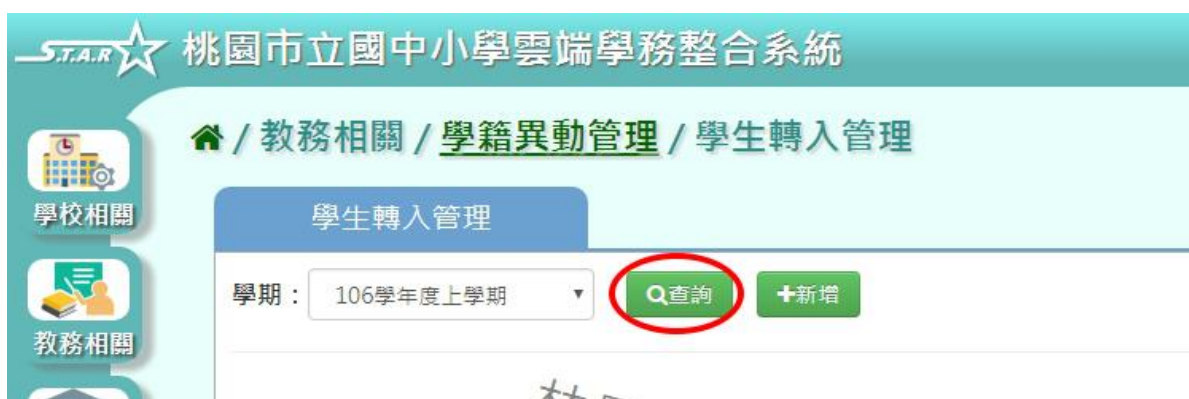 S.T.A.R 桃園市立國中小學雲端學務整合系統
/ 教務相關 / 學籍異動管理 / 學生轉入管理
學校相關
學生轉入管理
學期： 106學年度上學期 查詢 新增
教務相關